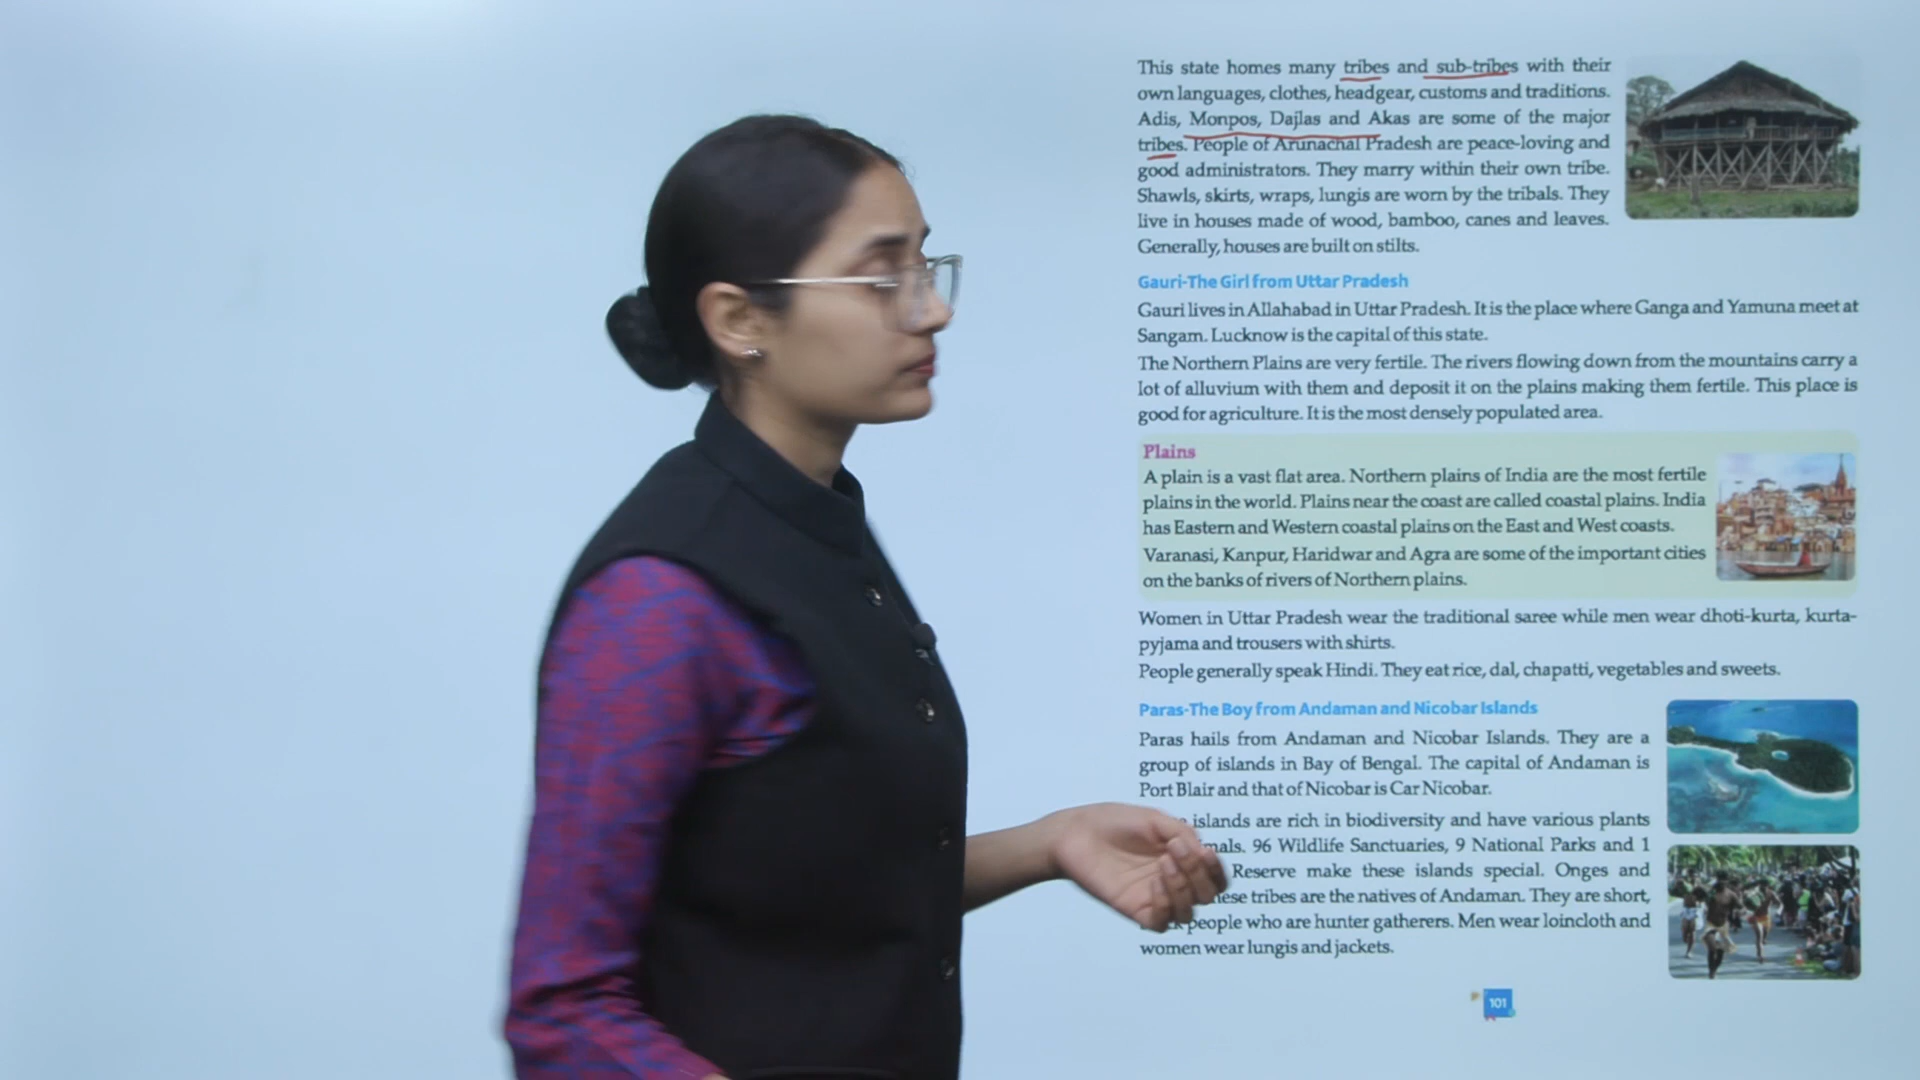 This state homes many tribes and sub-tribes with their
own languages, clothes, headgear, customs and traditions.
Adis, Monpos, Dajlas and Akas are some of the major
tribes. People of Arunachal Pradesh are peace-loving and
good administrators. They marry within their own tribe.
Shawls, skirts, wraps, lungis are worn by the tribals. They
live in houses made of wood, bamboo, canes and leaves.
Generally, houses are built on stilts.
Gauri-The Girl from Uttar Pradesh
Gauri lives in Allahabad in Uttar Pradesh. It is the place where Ganga and Yamuna meet at
Sangam. Lucknow is the capital of this state.
The Northern Plains are very fertile. The rivers flowing down from the mountains carry a
lot of alluvium with them and deposit it on the plains making them fertile. This place is
good for agriculture. It is the most densely populated area.
Plains
A plain is a vast flat area. Northern plains of India are the most fertile
plains in the world. Plains near the coast are called coastal plains. India
has Eastern and Western coastal plains on the East and West coasts.
Varanasi, Kanpur, Haridwar and Agra are some of the important cities
on the banks of rivers of Northern plains.
Women in Uttar Pradesh wear the traditional saree while men wear dhoti-kurta, kurta-
pyjama and trousers with shirts.
People generally speak Hindi. They eat rice, dal, chapatti, vegetables and sweets.
Paras-The Boy from Andaman and Nicobar Islands
Paras hails from Andaman and Nicobar Islands. They are a
group of islands in Bay of Bengal. The capital of Andaman is
Port Blair and that of Nicobar is Car Nicobar.
islands are rich in biodiversity and have various plants
96 Wildlife Sanctuaries, 9 National Parks and 1
Reserve make these islands special. Onges and
tribes are the natives of Andaman. They are short,
people who are hunter gatherers. Men wear loincloth and
women wear lungis and jackets.
101